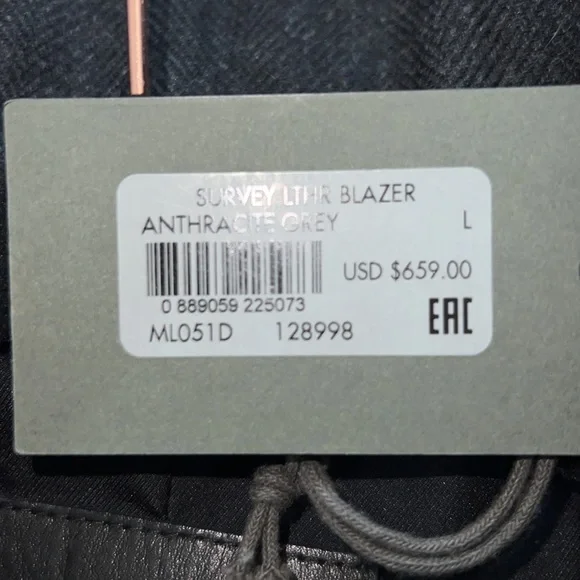 SURVEY LTHR BLAZER
ANTHRACITE GREY L
USD $659.00
0 889059 225073
ML051D 128998 EAC